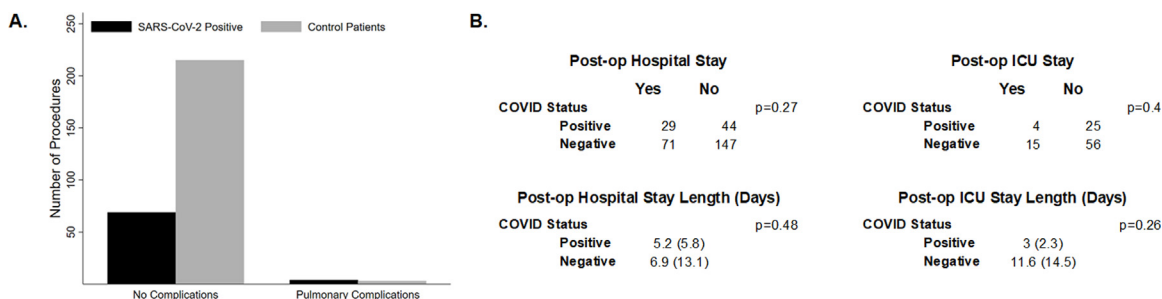 A.
SARS-CoV-2 Positive Control Patients
Number of Procedures
250
200
150
100
50
No Complications Pulmonary Complications
B.
Post-op Hospital Stay
Yes No
COVID Status p=0.27
Positive 29 44
Negative 71 147
Post-op ICU Stay
Yes No
COVID Status p=0.4
Positive 4 25
Negative 15 56
Post-op Hospital Stay Length (Days)
COVID Status p=0.48
Positive 5.2 (5.8)
Negative 6.9 (13.1)
Post-op ICU Stay Length (Days)
COVID Status p=0.26
Positive 3 (2.3)
Negative 11.6 (14.5)